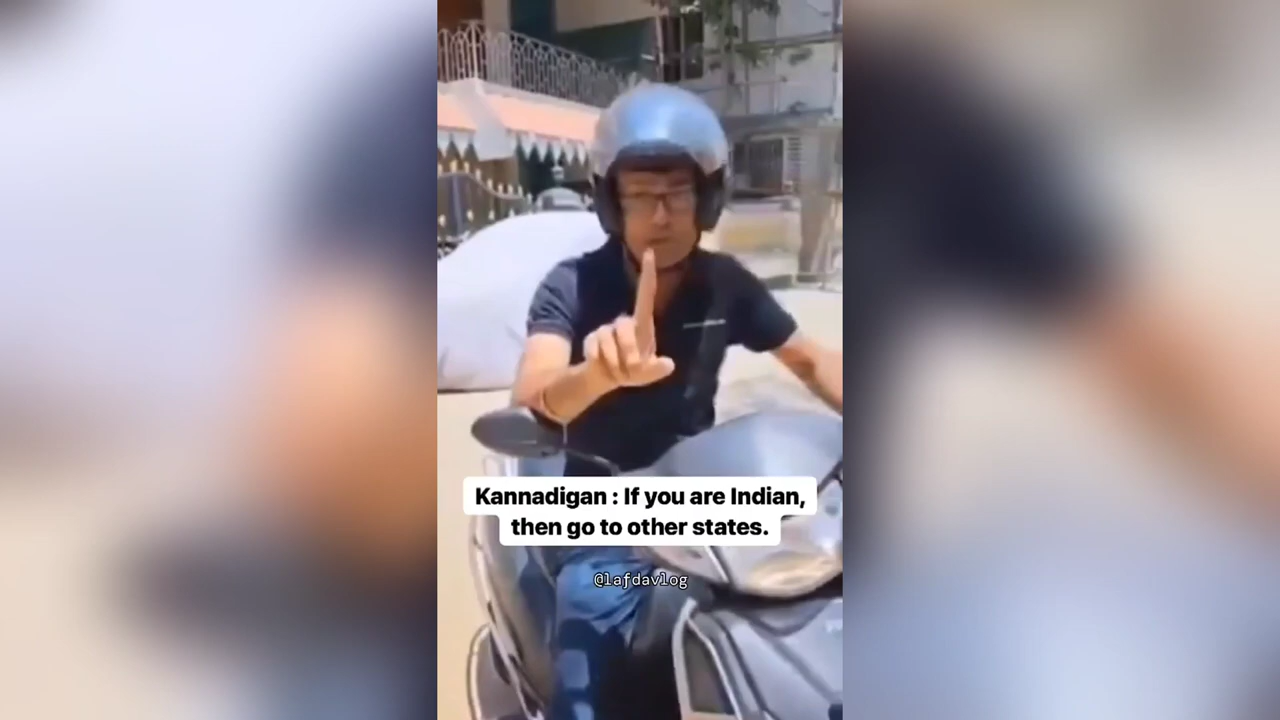 Kannadigan : If you are Indian,
then go to other states.
@lafdavlog